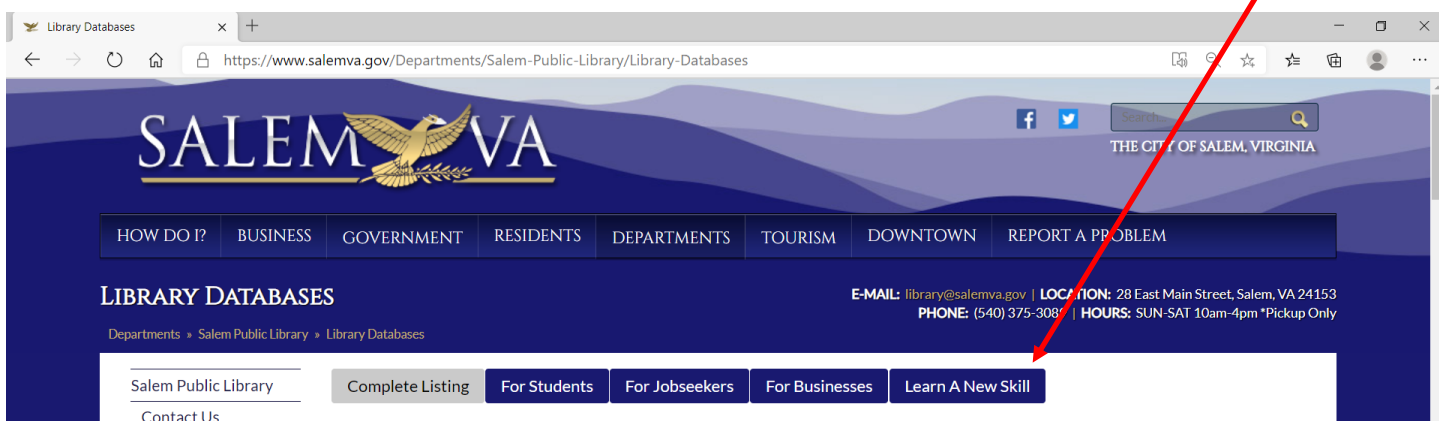 Library Databases
https://www.salemva.gov/Departments/Salem-Public-Library/Library-Databases
SALEM VA
Search...
THE CITY OF SALEM, VIRGINIA
HOW DO I? BUSINESS GOVERNMENT RESIDENTS DEPARTMENTS TOURISM DOWNTOWN REPORT A PROBLEM
LIBRARY DATABASES
E-MAIL: library@salemva.gov | LOCATION: 28 East Main Street, Salem, VA 24153
PHONE: (540) | HOURS: SUN-SAT 10am-4pm *Pickup Only
Departments » Salem Public Library » Library Databases
Salem Public Library
Complete Listing For Students For Jobseekers For Businesses Learn A New Skill
Contact Us